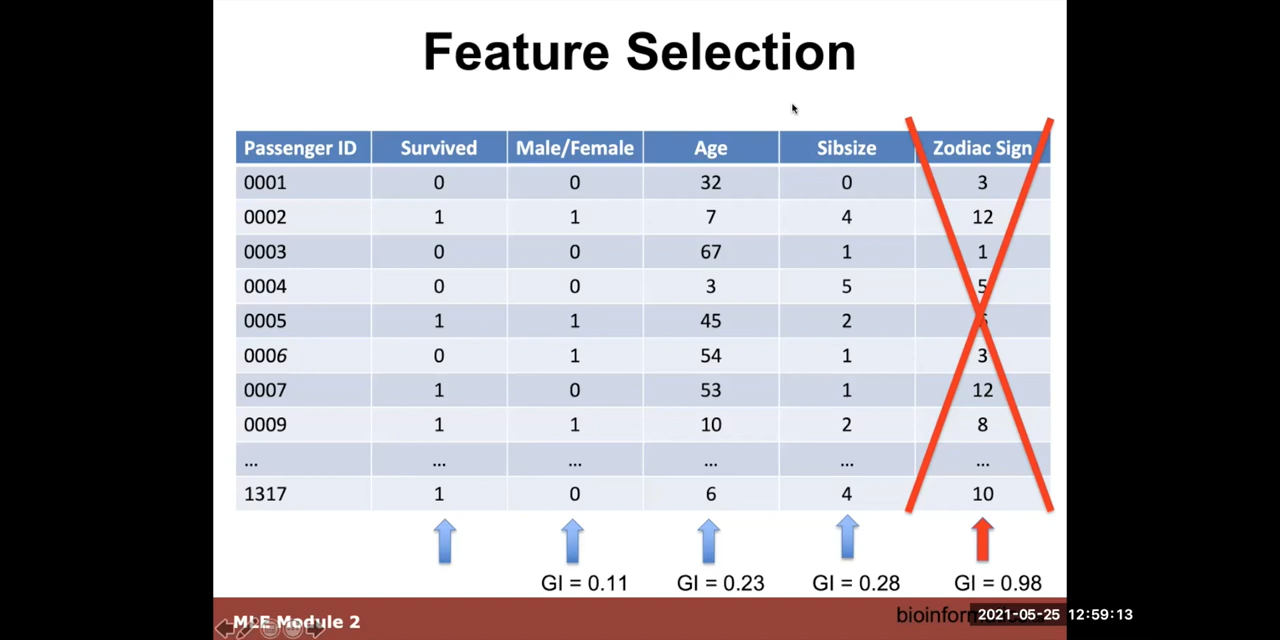 Feature Selection
Passenger ID Survived Male/Female Age Sibsize Zodiac Sign
0001 0 0 32 0 3
0002 1 1 7 4 12
0003 0 0 67 1 1
0004 0 0 3 5 5
0005 1 1 45 2
0006 0 1 54 1 3
0007 1 0 53 1 12
0009 1 1 10 2 8
... ... ... ... ... ...
1317 1 0 6 4 10
GI = 0.11 GI = 0.23 GI = 0.28 GI = 0.98
MLE Module 2
2021-05-25 12:59:13